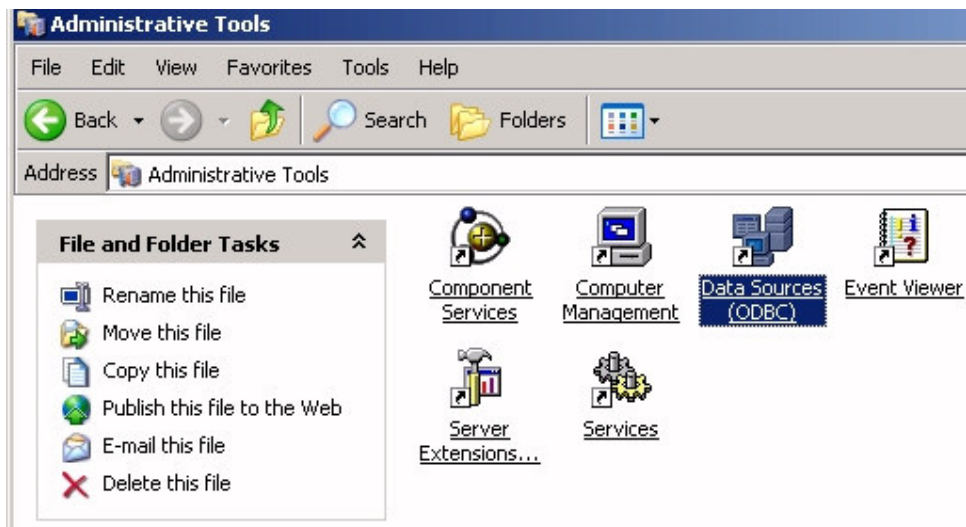 Administrative Tools
File Edit View Favorites Tools Help
Back Search Folders
Address Administrative Tools
File and Folder Tasks
Rename this file
Move this file
Copy this file
Publish this file to the Web
E-mail this file
Delete this file
Component Services
Computer Management
Data Sources (ODBC)
Event Viewer
Server Extensions...
Services